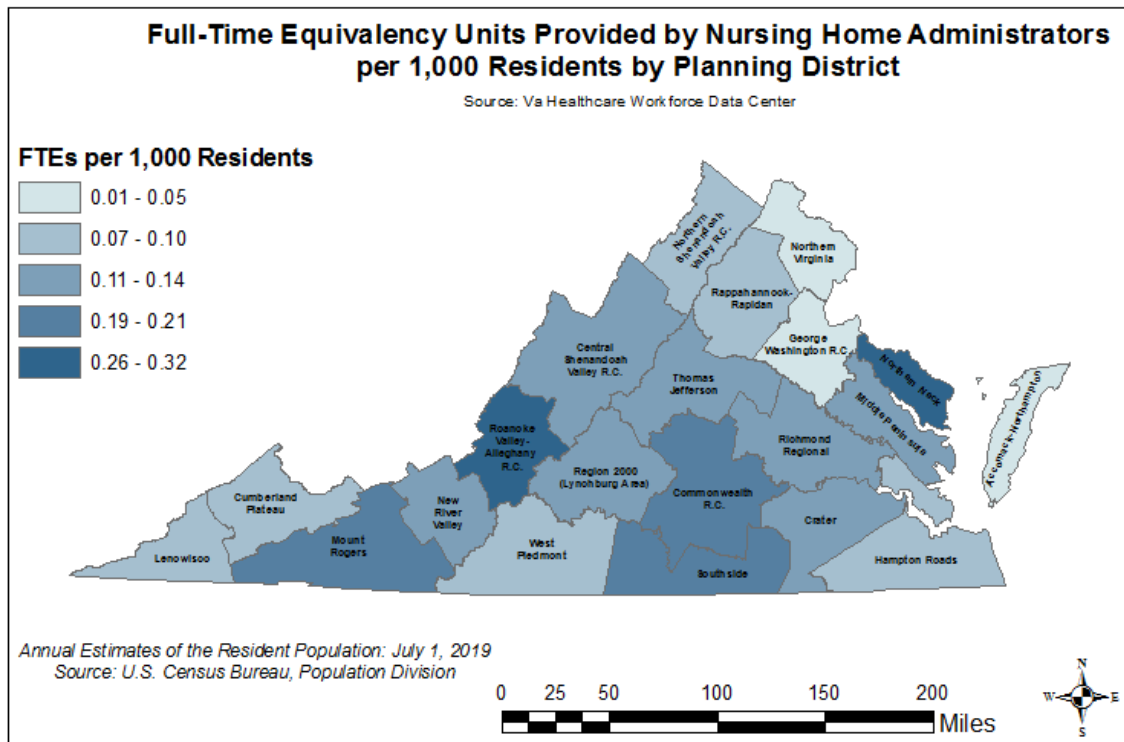 Full-Time Equivalency Units Provided by Nursing Home Administrators
per 1,000 Residents by Planning District
Source: Va Healthcare Workforce Data Center
FTEs per 1,000 Residents
0.01 - 0.05
0.07 - 0.10
0.11 - 0.14
0.19 - 0.21
0.26 - 0.32
Northern
Shenandoah
Valley R.C.
Northern
Virginia
Rappahannock-
Rapidan
George
Washington R.C.
Northern Neck
Accomack-Northampton
Central
Shenandoah
Valley R.C.
Thomas
Jefferson
Middle Peninsula
Roanoke
Valley-
Alleghany
R.C.
Richmond
Regional
Region 2000
(Lynchburg Area)
Commonwealth
R.C.
Cumberland
Plateau
New
River
Valley
Crater
Mount
Rogers
West
Piedmont
Lenowisco
Southside
Hampton Roads
Annual Estimates of the Resident Population: July 1, 2019
Source: U.S. Census Bureau, Population Division
0 25 50 100 150 200
Miles
N
W E
S